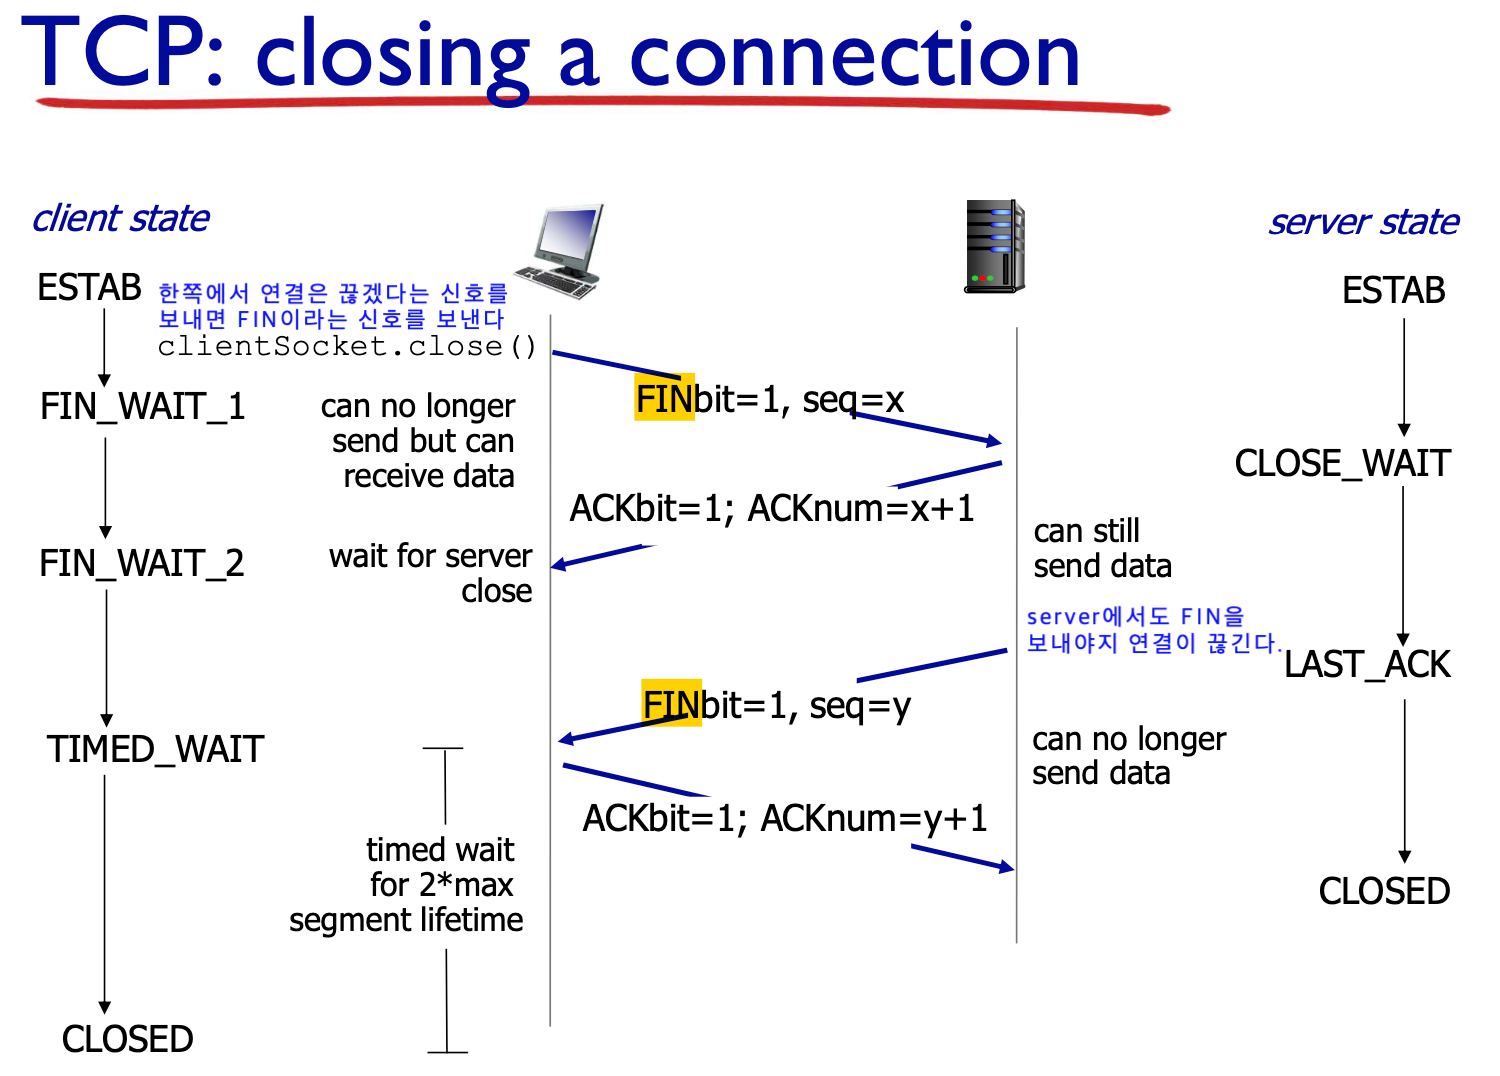 TCP: closing a connection
client state
server state
ESTAB
한쪽에서 연결은 끊겠다는 신호를
보내면 FIN이라는 신호를 보낸다
clientSocket.close()
ESTAB
FIN_WAIT_1
can no longer
send but can
receive data
FINbit=1, seq=x
CLOSE_WAIT
ACKbit=1; ACKnum=x+1
can still
send data
FIN_WAIT_2
wait for server
close
server에서도 FIN을
보내야지 연결이 끊긴다.
LAST_ACK
FINbit=1, seq=y
can no longer
send data
TIMED_WAIT
ACKbit=1; ACKnum=y+1
timed wait
for 2*max
segment lifetime
CLOSED
CLOSED